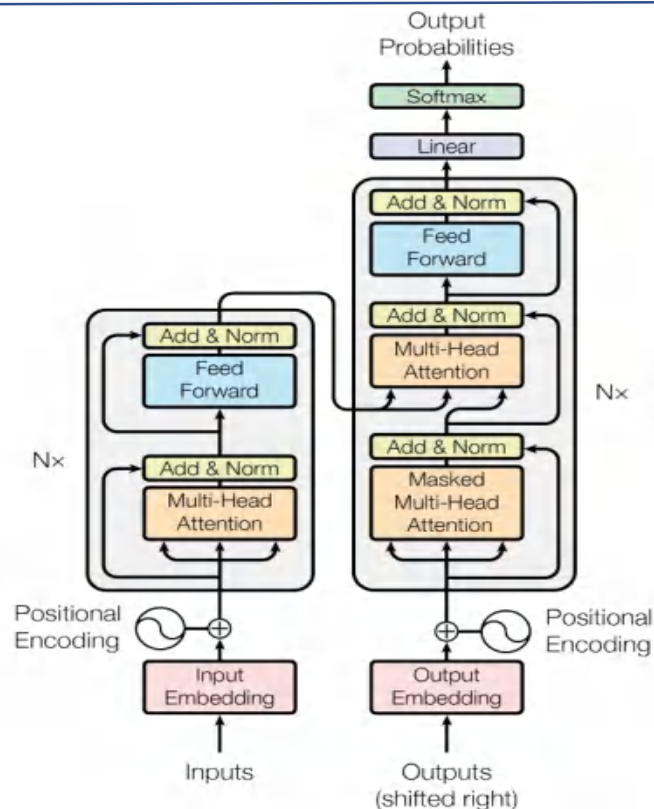 Output
Probabilities
Softmax
Linear
Add & Norm
Feed
Forward
Add & Norm
Multi-Head
Attention
Add & Norm
Masked
Multi-Head
Attention
Nx
Add & Norm
Feed
Forward
Add & Norm
Multi-Head
Attention
Nx
Positional
Encoding
Positional
Encoding
Input
Embedding
Output
Embedding
Inputs
Outputs
(shifted right)